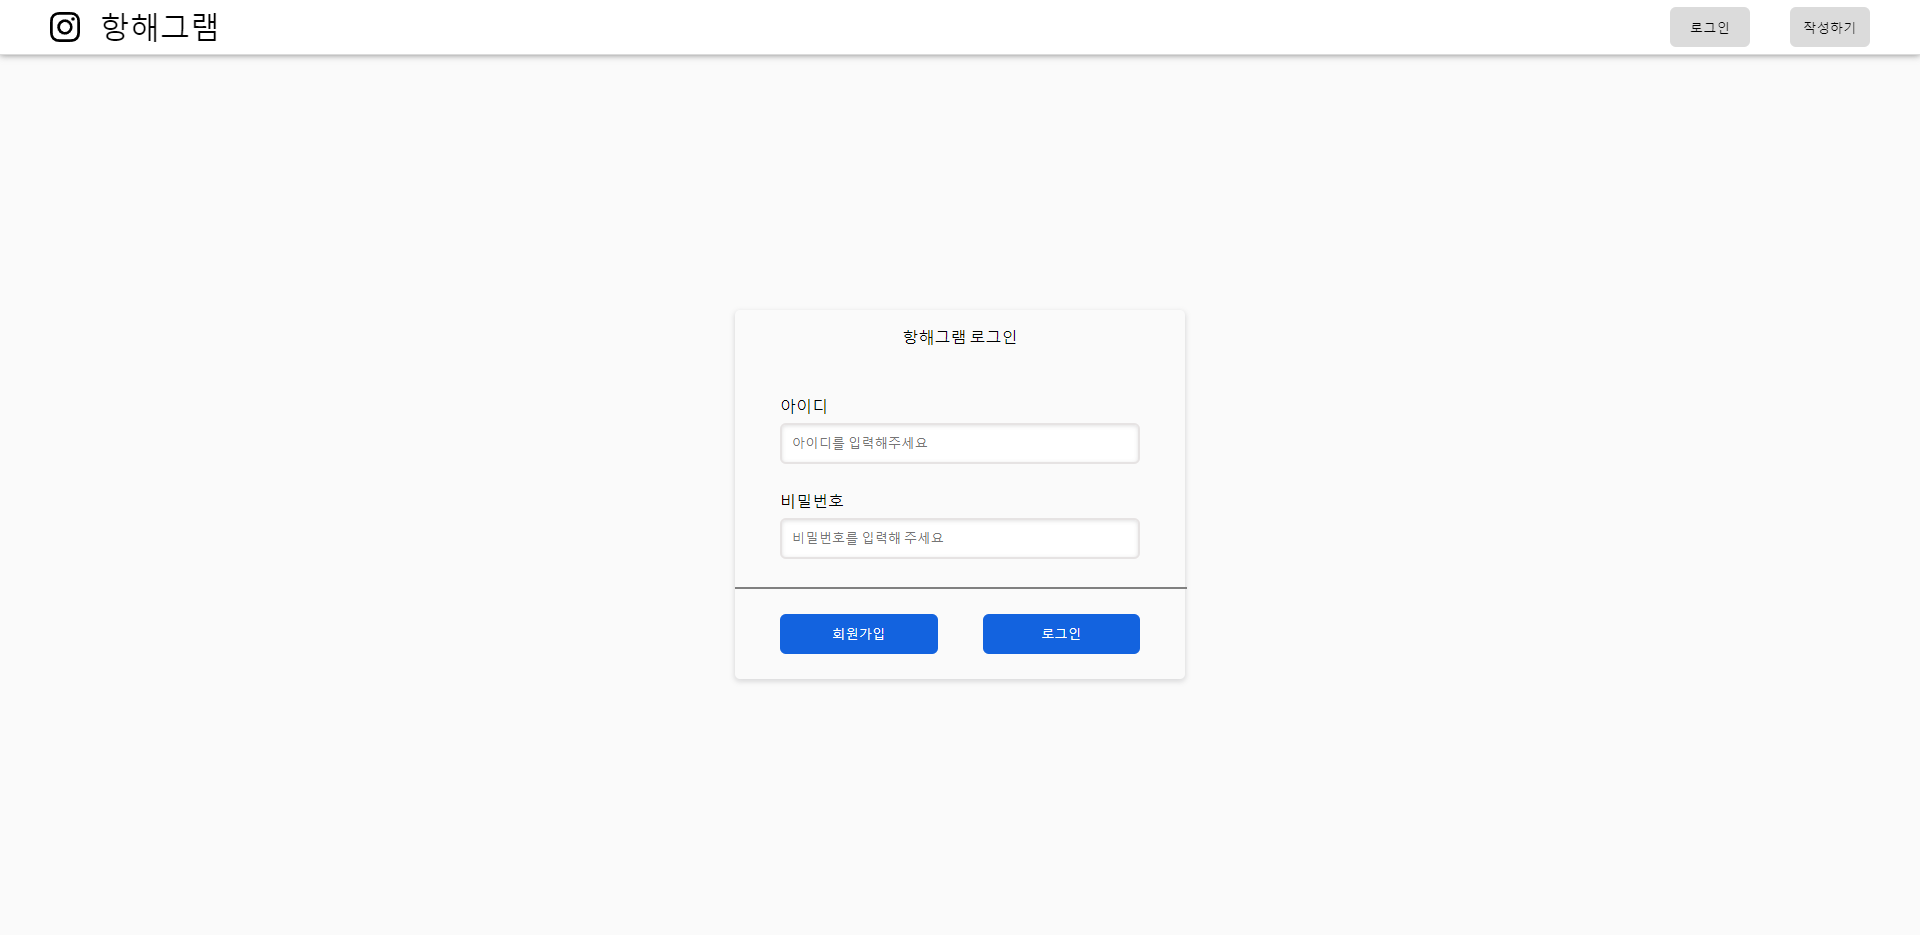 항해그램
로그인
작성하기
항해그램 로그인
아이디
아이디를 입력해주세요
비밀번호
비밀번호를 입력해 주세요
회원가입
로그인